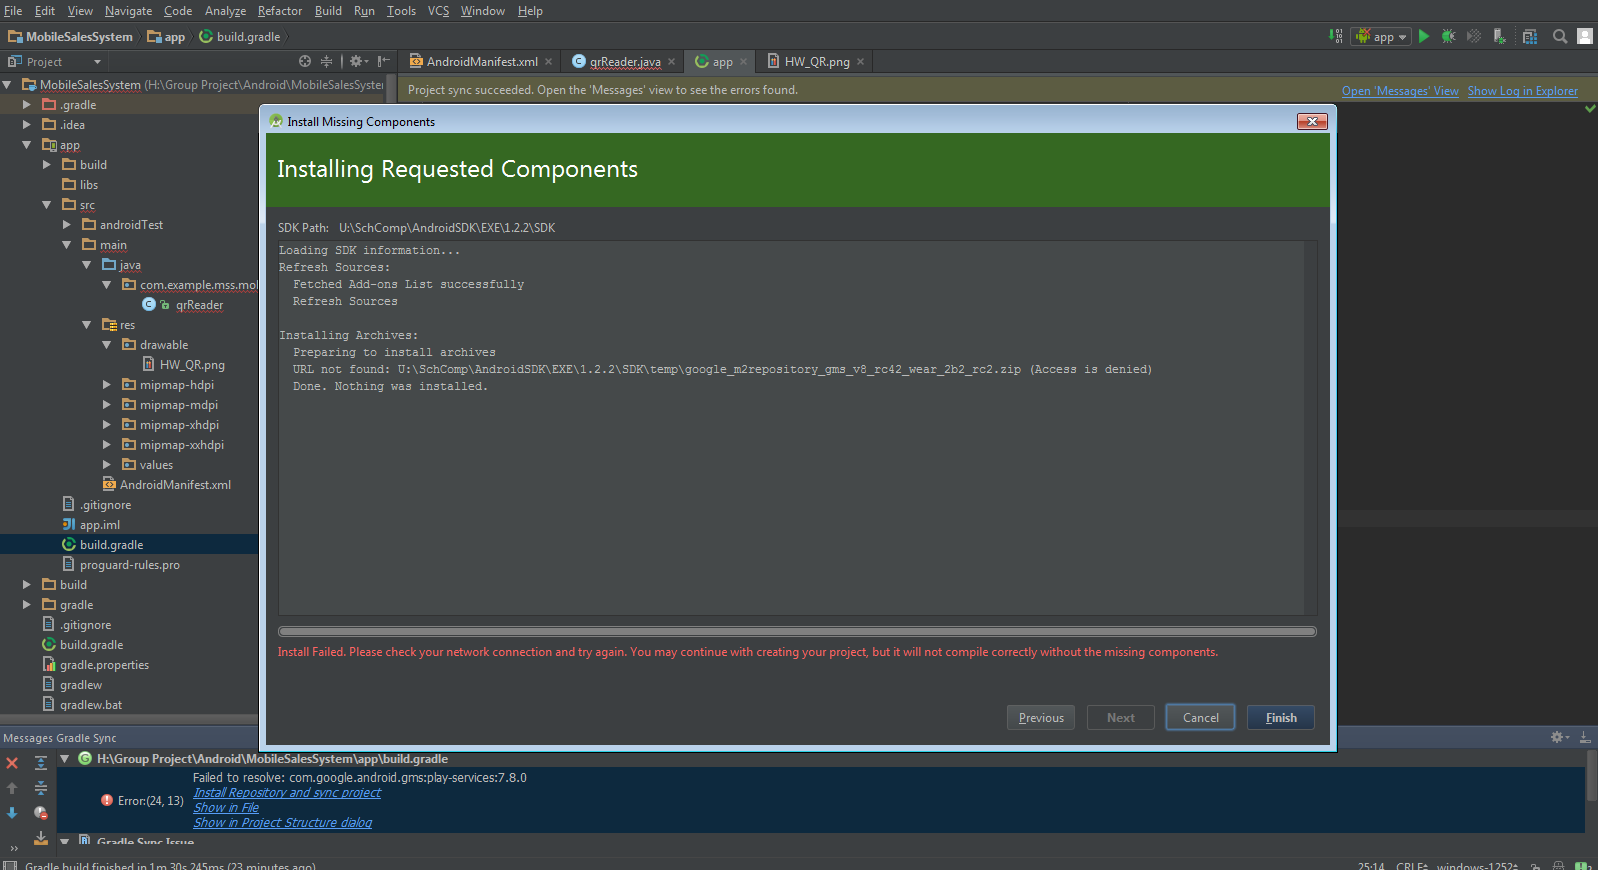 File Edit View Navigate Code Analyze Refactor Build Run Tools VCS Window Help
MobileSalesSystem app build.gradle
app
Project
AndroidManifest.xml qrReader.java app HW_QR.png
MobileSalesSystem (H:\Group Project\Android\MobileSalesSyster
Project sync succeeded. Open the 'Messages' view to see the errors found.
Open 'Messages' View Show Log in Explorer
.gradle
.idea
app
build
libs
src
androidTest
main
java
com.example.mss.mol
qrReader
res
drawable
HW_QR.png
mipmap-hdpi
mipmap-mdpi
mipmap-xhdpi
mipmap-xxhdpi
values
AndroidManifest.xml
.gitignore
app.iml
build.gradle
proguard-rules.pro
build
gradle
.gitignore
build.gradle
gradle.properties
gradlew
gradlew.bat
Install Missing Components
Installing Requested Components
SDK Path: U:\SchComp\AndroidSDK\EXE\1.2.2\SDK
Loading SDK information...
Refresh Sources:
Fetched Add-ons List successfully
Refresh Sources
Installing Archives:
Preparing to install archives
URL not found: U:\SchComp\AndroidSDK\EXE\1.2.2\SDK\temp\google_m2repository_gms_v8_rc42_wear_2b2_rc2.zip (Access is denied)
Done. Nothing was installed.
Install Failed. Please check your network connection and try again. You may continue with creating your project, but it will not compile correctly without the missing components.
Previous Next Cancel Finish
Messages Gradle Sync
H:\Group Project\Android\MobileSalesSystem\app\build.gradle
Failed to resolve: com.google.android.gms:play-services:7.8.0
Error:(24, 13) Install Repository and sync project
Show in File
Show in Project Structure dialog
Gradle Sync Issue
Gradle build finished in 1m 30s 245ms (23 minutes ago)
25:14 CRLF windows-1252